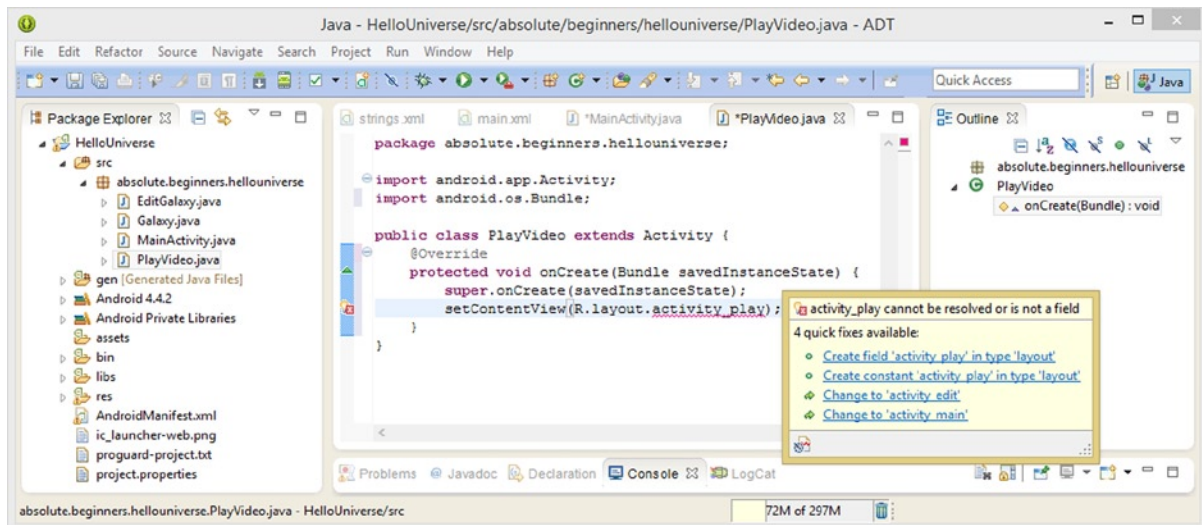 Java - HelloUniverse/src/absolute/beginners/hellouniverse/PlayVideo.java - ADT
File Edit Refactor Source Navigate Search Project Run Window Help
Quick Access
Java
Package Explorer
HelloUniverse
src
absolute.beginners.hellouniverse
EditGalaxy.java
Galaxy.java
MainActivity.java
PlayVideo.java
gen [Generated Java Files]
Android 4.4.2
Android Private Libraries
assets
bin
libs
res
AndroidManifest.xml
ic_launcher-web.png
proguard-project.txt
project.properties
strings.xml main.xml *MainActivity.java *PlayVideo.java
package absolute.beginners.hellouniverse;
import android.app.Activity;
import android.os.Bundle;
public class PlayVideo extends Activity {
@Override
protected void onCreate(Bundle savedInstanceState) {
super.onCreate(savedInstanceState);
setContentView(R.layout.activity_play);
}
}
activity_play cannot be resolved or is not a field
4 quick fixes available:
Create field 'activity_play' in type 'layout'
Create constant 'activity_play' in type 'layout'
Change to 'activity_edit'
Change to 'activity_main'
Outline
absolute.beginners.hellouniverse
PlayVideo
onCreate(Bundle) : void
Problems @ Javadoc Declaration Console LogCat
absolute.beginners.hellouniverse.PlayVideo.java - HelloUniverse/src
72M of 297M